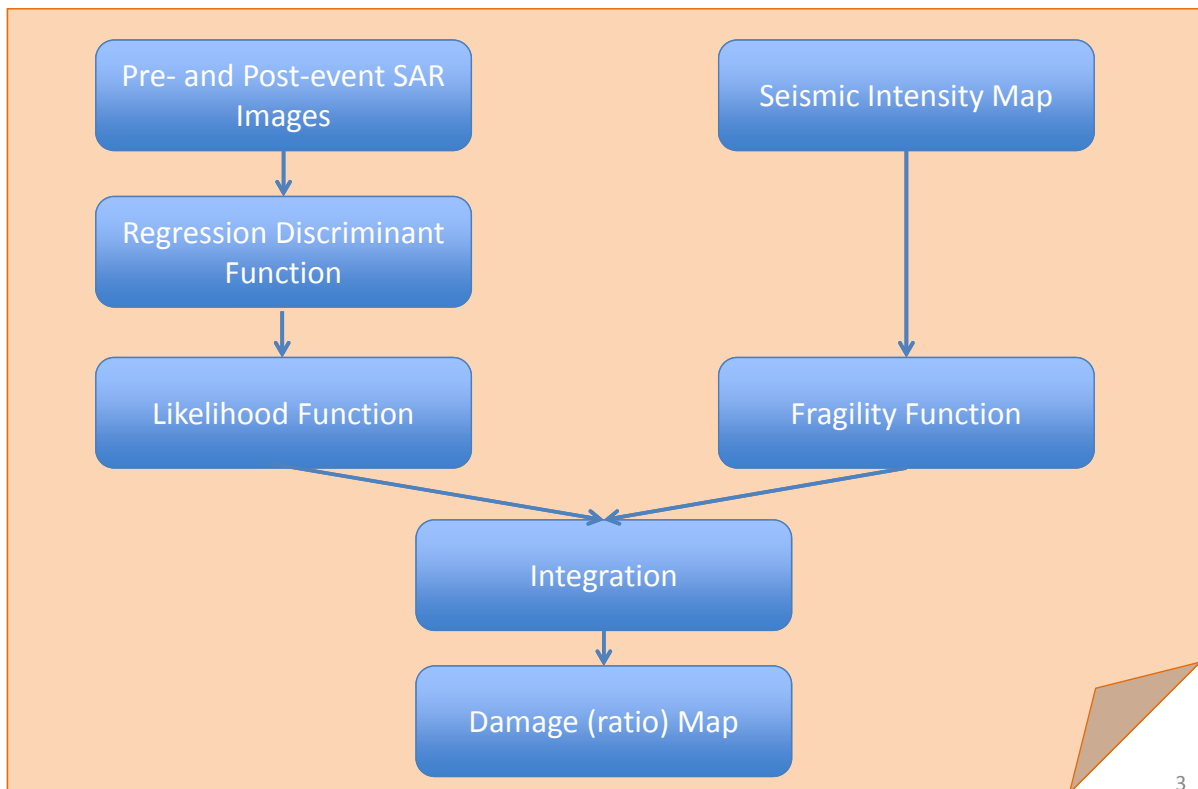 Pre- and Post-event SAR
Images
Seismic Intensity Map
Regression Discriminant
Function
Likelihood Function
Fragility Function
Integration
Damage (ratio) Map
3